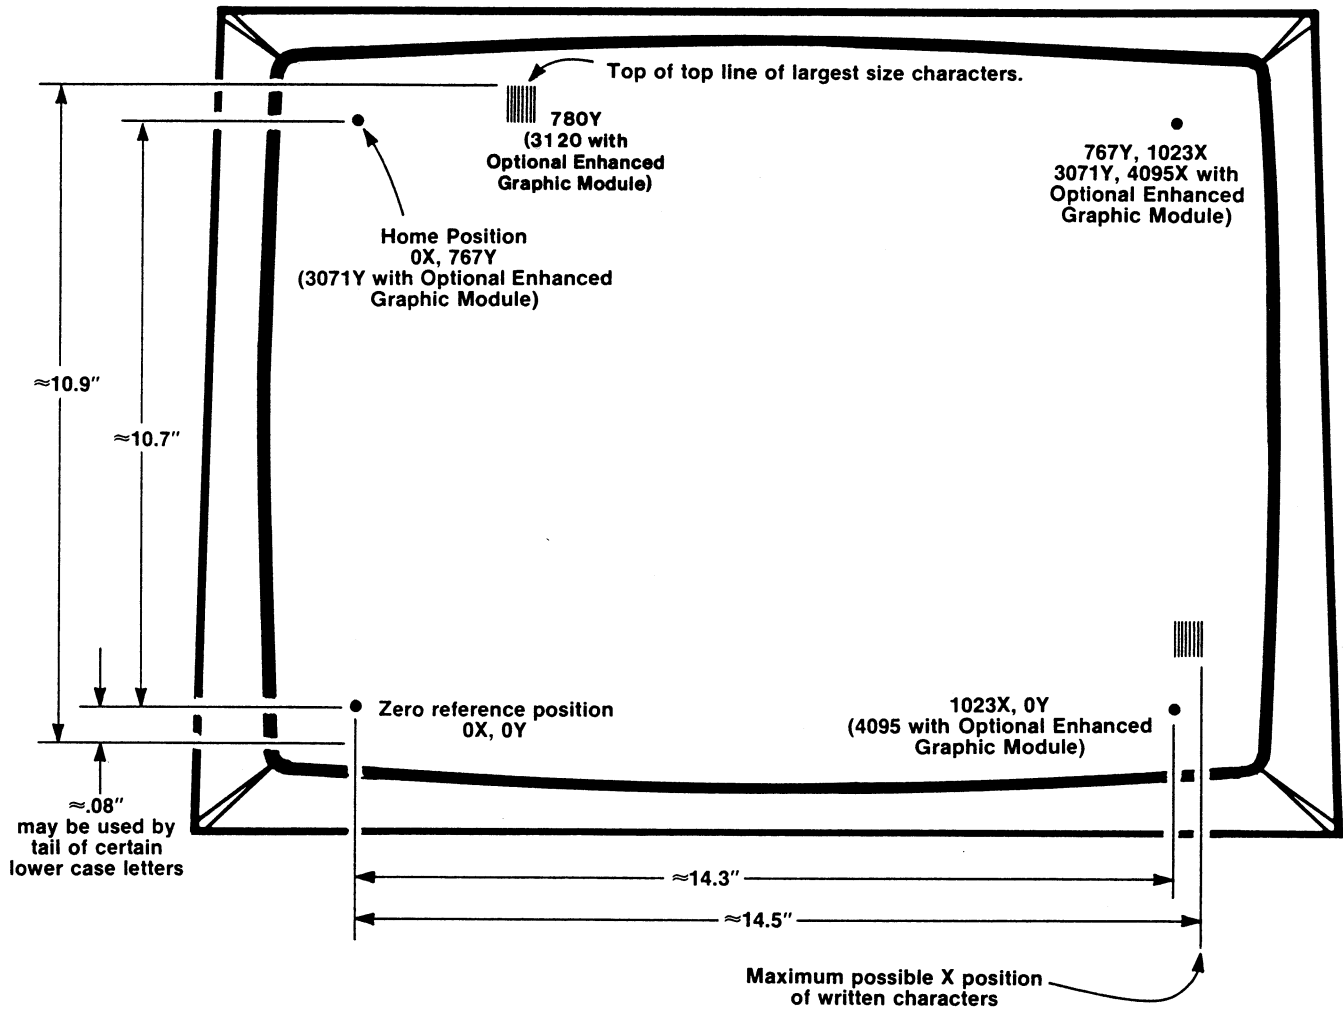 Top of top line of largest size characters.
780Y
(3120 with
Optional Enhanced
Graphic Module)
767Y, 1023X
3071Y, 4095X with
Optional Enhanced
Graphic Module)
Home Position
0X, 767Y
(3071Y with Optional Enhanced
Graphic Module)
≈10.9"
≈10.7"
Zero reference position
0X, 0Y
1023X, 0Y
(4095 with Optional Enhanced
Graphic Module)
≈.08"
may be used by
tail of certain
lower case letters
≈14.3"
≈14.5"
Maximum possible X position
of written characters